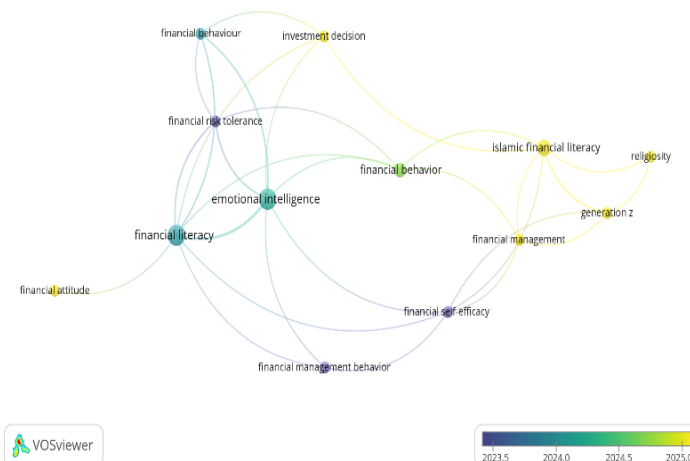 financial behaviour
investment decision
financial risk tolerance
islamic financial literacy
religiosity
financial behavior
emotional intelligence
generation z
financial literacy
financial management
financial attitude
financial self-efficacy
financial management behavior
VOSviewer
2023.5 2024.0 2024.5 2025.0